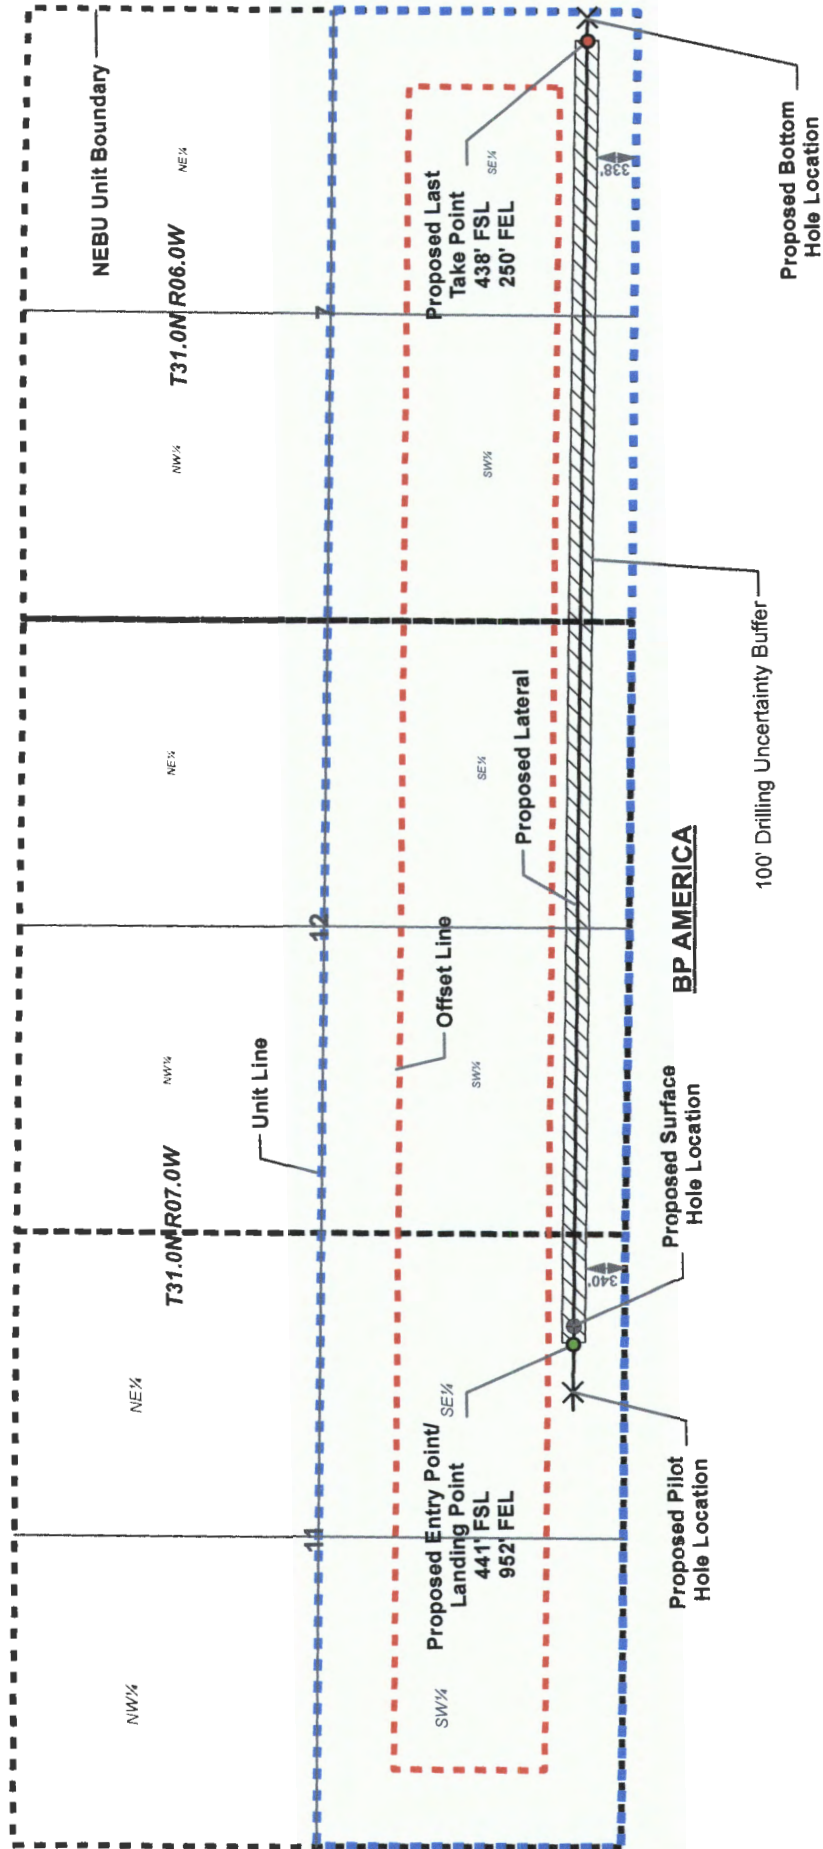 NEBU Unit Boundary
NW¼
NE¼
T31.0N R07.0W
NW¼
NE¼
NW¼
T31.0N R06.0W
NE¼
Unit Line
11
12
7
Proposed Entry Point/
Landing Point
441' FSL
952' FEL
SW¼
SE¼
Offset Line
SW¼
SE¼
Proposed Lateral
SW¼
Proposed Last
Take Point
438' FSL
250' FEL
SE¼
340'
338'
Proposed Pilot
Hole Location
Proposed Surface
Hole Location
BP AMERICA
100' Drilling Uncertainty Buffer
Proposed Bottom
Hole Location